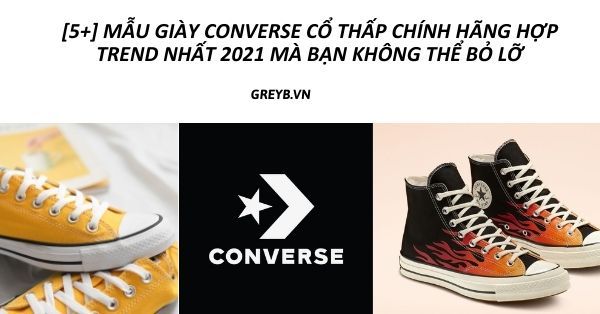 [5+] MẪU GIÀY CONVERSE CỔ THẤP CHÍNH HÃNG HỢP
TREND NHẤT 2021 MÀ BẠN KHÔNG THỂ BỎ LỠ
GREYB.VN
CONVERSE